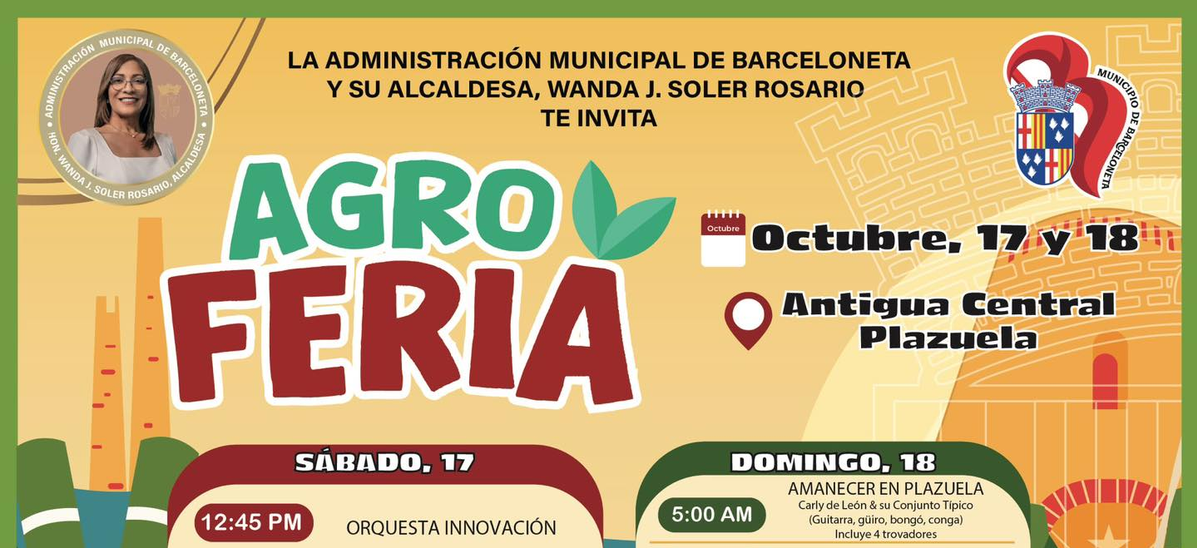 ADMINISTRACIÓN MUNICIPAL DE BARCELONETA
HON. WANDA J. SOLER ROSARIO, ALCALDESA
LA ADMINISTRACIÓN MUNICIPAL DE BARCELONETA
Y SU ALCALDESA, WANDA J. SOLER ROSARIO
TE INVITA
MUNICIPIO DE BARCELONETA
AGRO
FERIA
Octubre
Octubre, 17 y 18
Antigua Central
Plazuela
SÁBADO, 17
12:45 PM
ORQUESTA INNOVACIÓN
DOMINGO, 18
5:00 AM
AMANECER EN PLAZUELA
Carly de León & su Conjunto Típico
(Guitarra, güiro, bongó, conga)
Incluye 4 trovadores